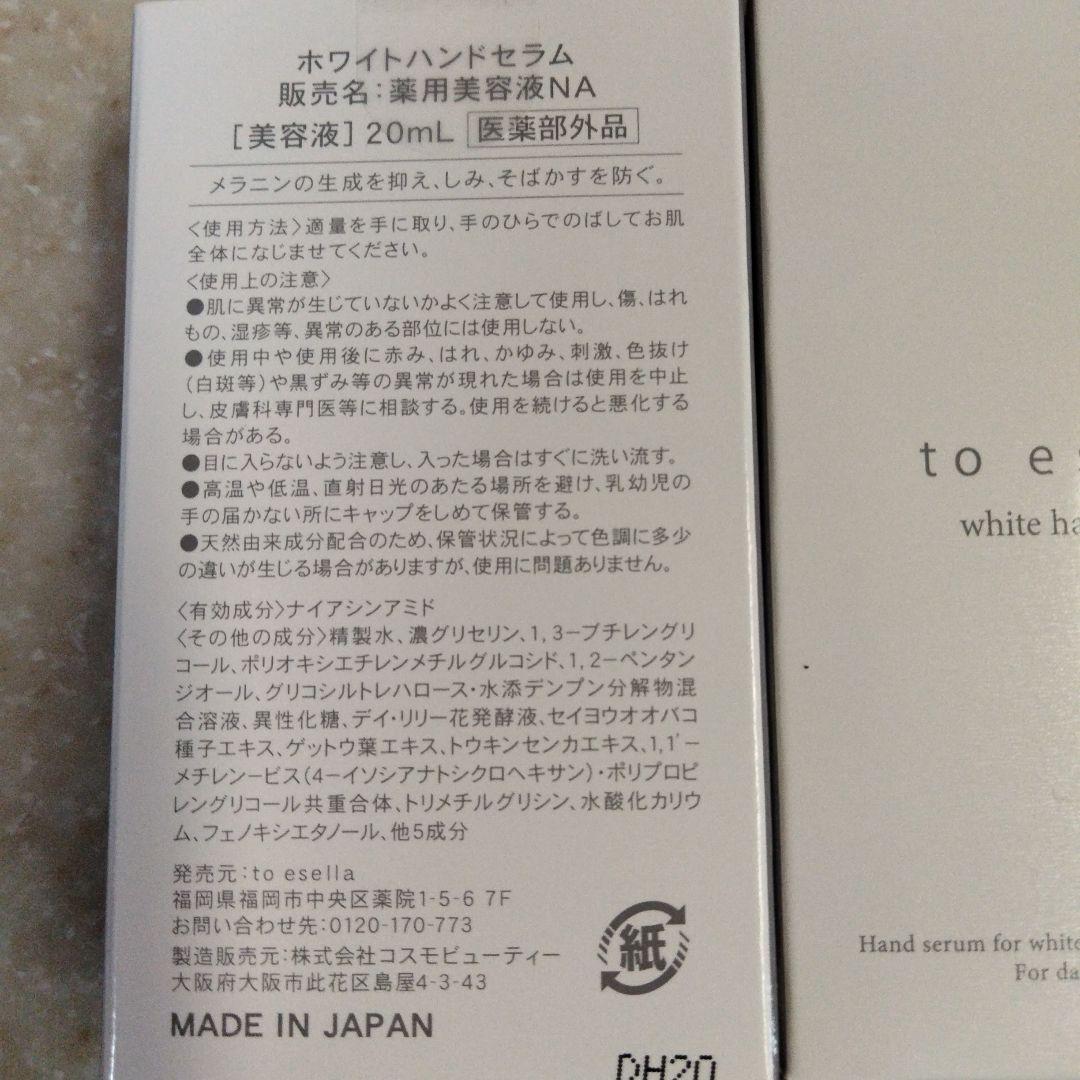 ホワイトハンドセラム
販売名:薬用美容液NA
[美容液] 20mL 医薬部外品
メラニンの生成を抑え、しみ、そばかすを防ぐ。
〈使用方法〉適量を手に取り、手のひらでのばしてお肌
全体になじませてください。
〈使用上の注意〉
●肌に異常が生じていないかよく注意して使用し、傷、はれ
もの、湿疹等、異常のある部位には使用しない。
●使用中や使用後に赤み、はれ、かゆみ、刺激、色抜け
(白斑等)や黒ずみ等の異常が現れた場合は使用を中止
し、皮膚科専門医等に相談する。使用を続けると悪化する
場合がある。
●目に入らないよう注意し、入った場合はすぐに洗い流す。
●高温や低温、直射日光のあたる場所を避け、乳幼児の
手の届かない所にキャップをしめて保管する。
●天然由来成分配合のため、保管状況によって色調に多少
の違いが生じる場合がありますが、使用に問題ありません。
〈有効成分〉ナイアシンアミド
〈その他の成分〉精製水、濃グリセリン、1,3-ブチレングリ
コール、ポリオキシエチレンメチルグルコシド、1,2-ペンタン
ジオール、グリコシルトレハロース・水添デンプン分解物混
合溶液、異性化糖、デイ・リリー花発酵液、セイヨウオオバコ
種子エキス、ゲットウ葉エキス、トウキンセンカエキス、1,1'-
メチレン-ビス(4-イソシアナトシクロヘキサン)・ポリプロピ
レングリコール共重合体、トリメチルグリシン、水酸化カリウ
ム、フェノキシエタノール、他5成分
発売元:to esella
福岡県福岡市中央区薬院1-5-6 7F
お問い合わせ先:0120-170-773
製造販売元:株式会社コスモビューティー
大阪府大阪市此花区島屋4-3-43
MADE IN JAPAN
紙
DH20
to es
white ha
Hand serum for white
For da